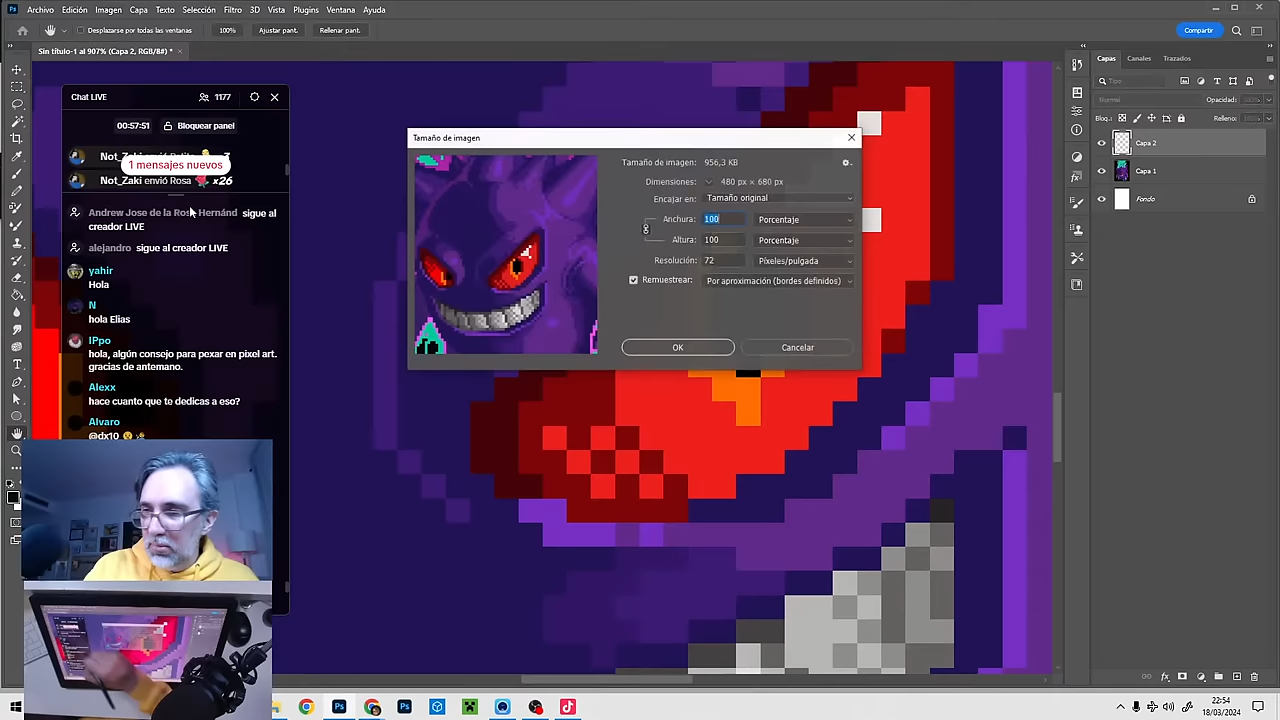 Archivo Edición Imagen Capa Texto Selección Filtro 3D Vista Plugins Ventana Ayuda
Desplazarse por todas las ventanas 100% Ajustar pant. Rellenar pant. Compartir
Sin título-1 al 907% (Capa 2, RGB/8#) *
Chat LIVE 1177
00:57:51 Bloquear panel
1 mensajes nuevos
Not_Zaki envió Rosa x26
Andrew Jose de la Rosa Hernánd sigue al
creador LIVE
alejandro sigue al creador LIVE
yahir
Hola
N
hola Elias
IPpo
hola, algún consejo para pexar en pixel art.
gracias de antemano.
Alexx
hace cuanto que te dedicas a eso?
Alvaro
@dx10
Tamaño de imagen
Tamaño de imagen: 956,3 KB
Dimensiones: 480 px × 680 px
Encajar en: Tamaño original
Anchura: 100 Porcentaje
Altura: 100 Porcentaje
Resolución: 72 Píxeles/pulgada
Remuestrear: Por aproximación (bordes definidos)
OK Cancelar
Capas Canales Trazados
Tipo
Normal Opacidad:
Bloq.: Relleno:
Capa 2
Capa 1
Fondo
22:54
18/03/2024